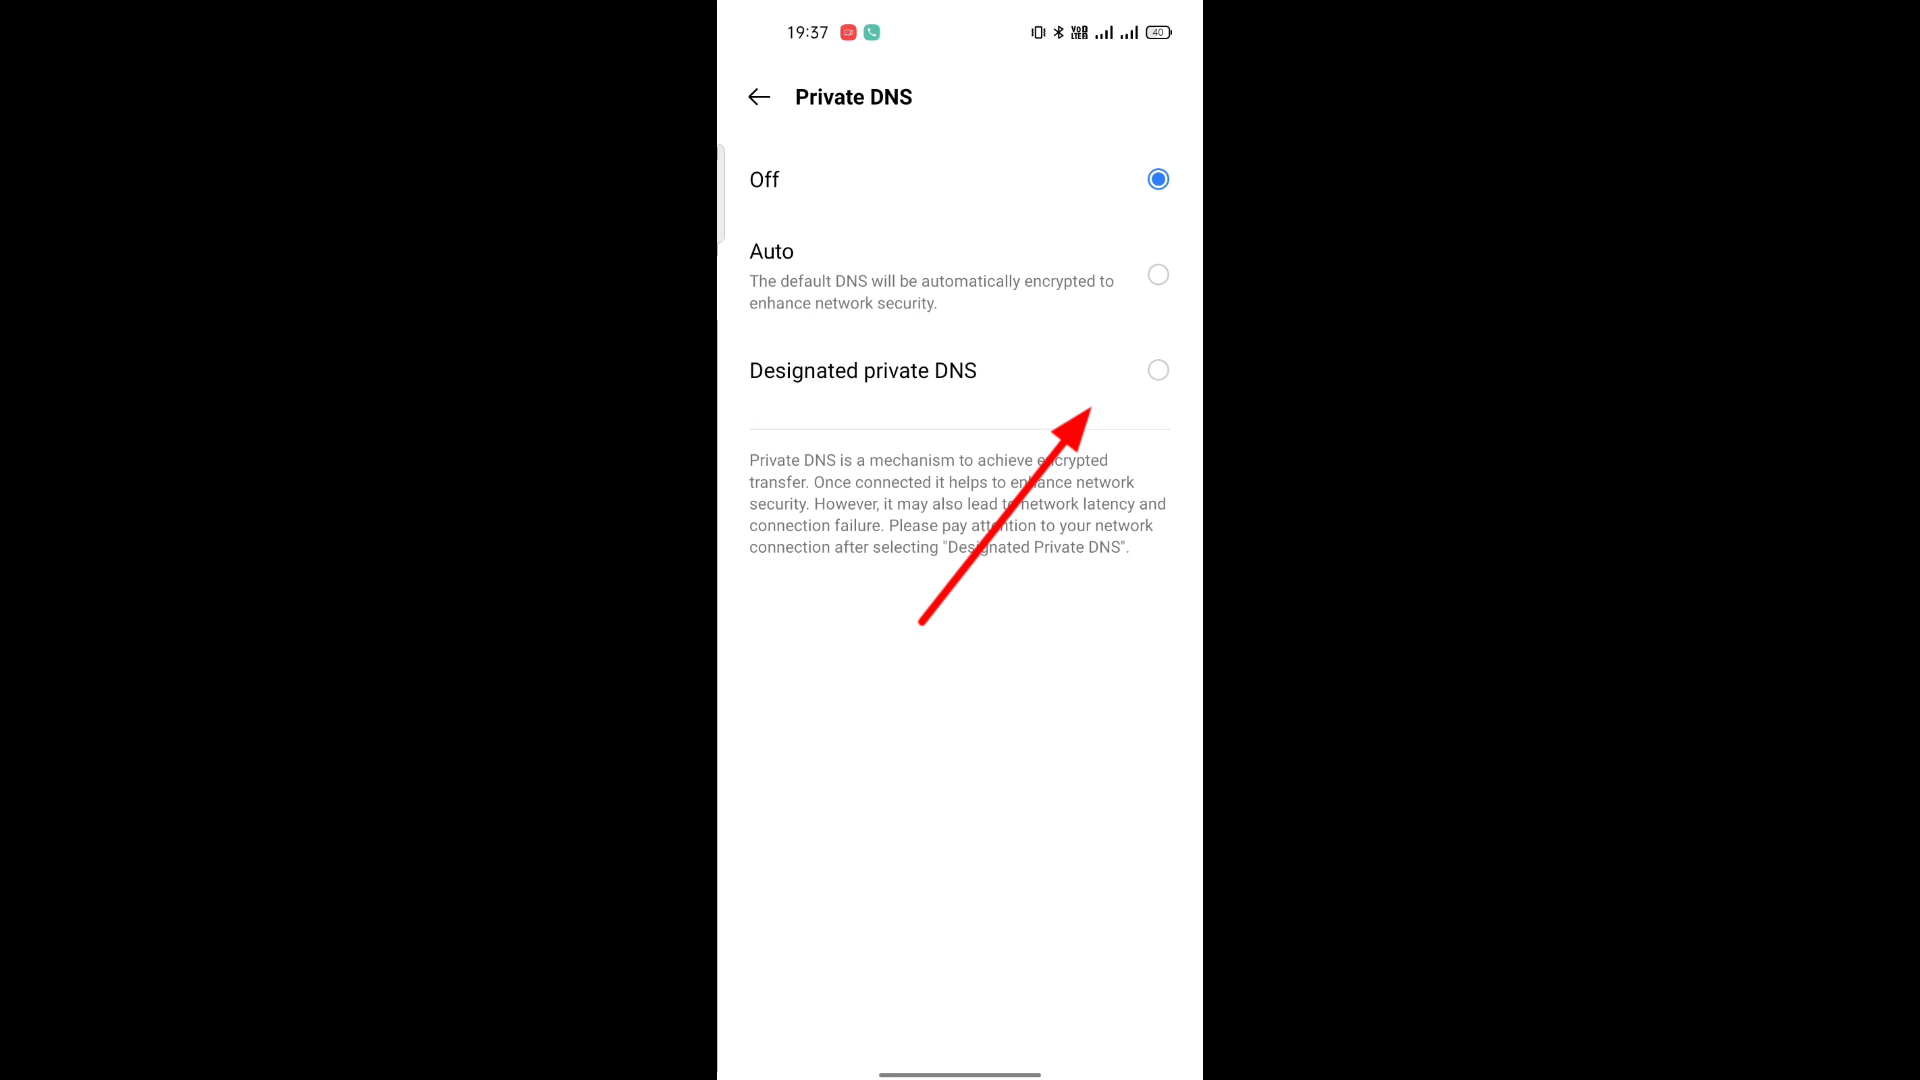 19:37
VoD LTE2 40
Private DNS
Off
Auto
The default DNS will be automatically encrypted to
enhance network security.
Designated private DNS
Private DNS is a mechanism to achieve encrypted
transfer. Once connected it helps to enhance network
security. However, it may also lead to network latency and
connection failure. Please pay attention to your network
connection after selecting "Designated Private DNS".